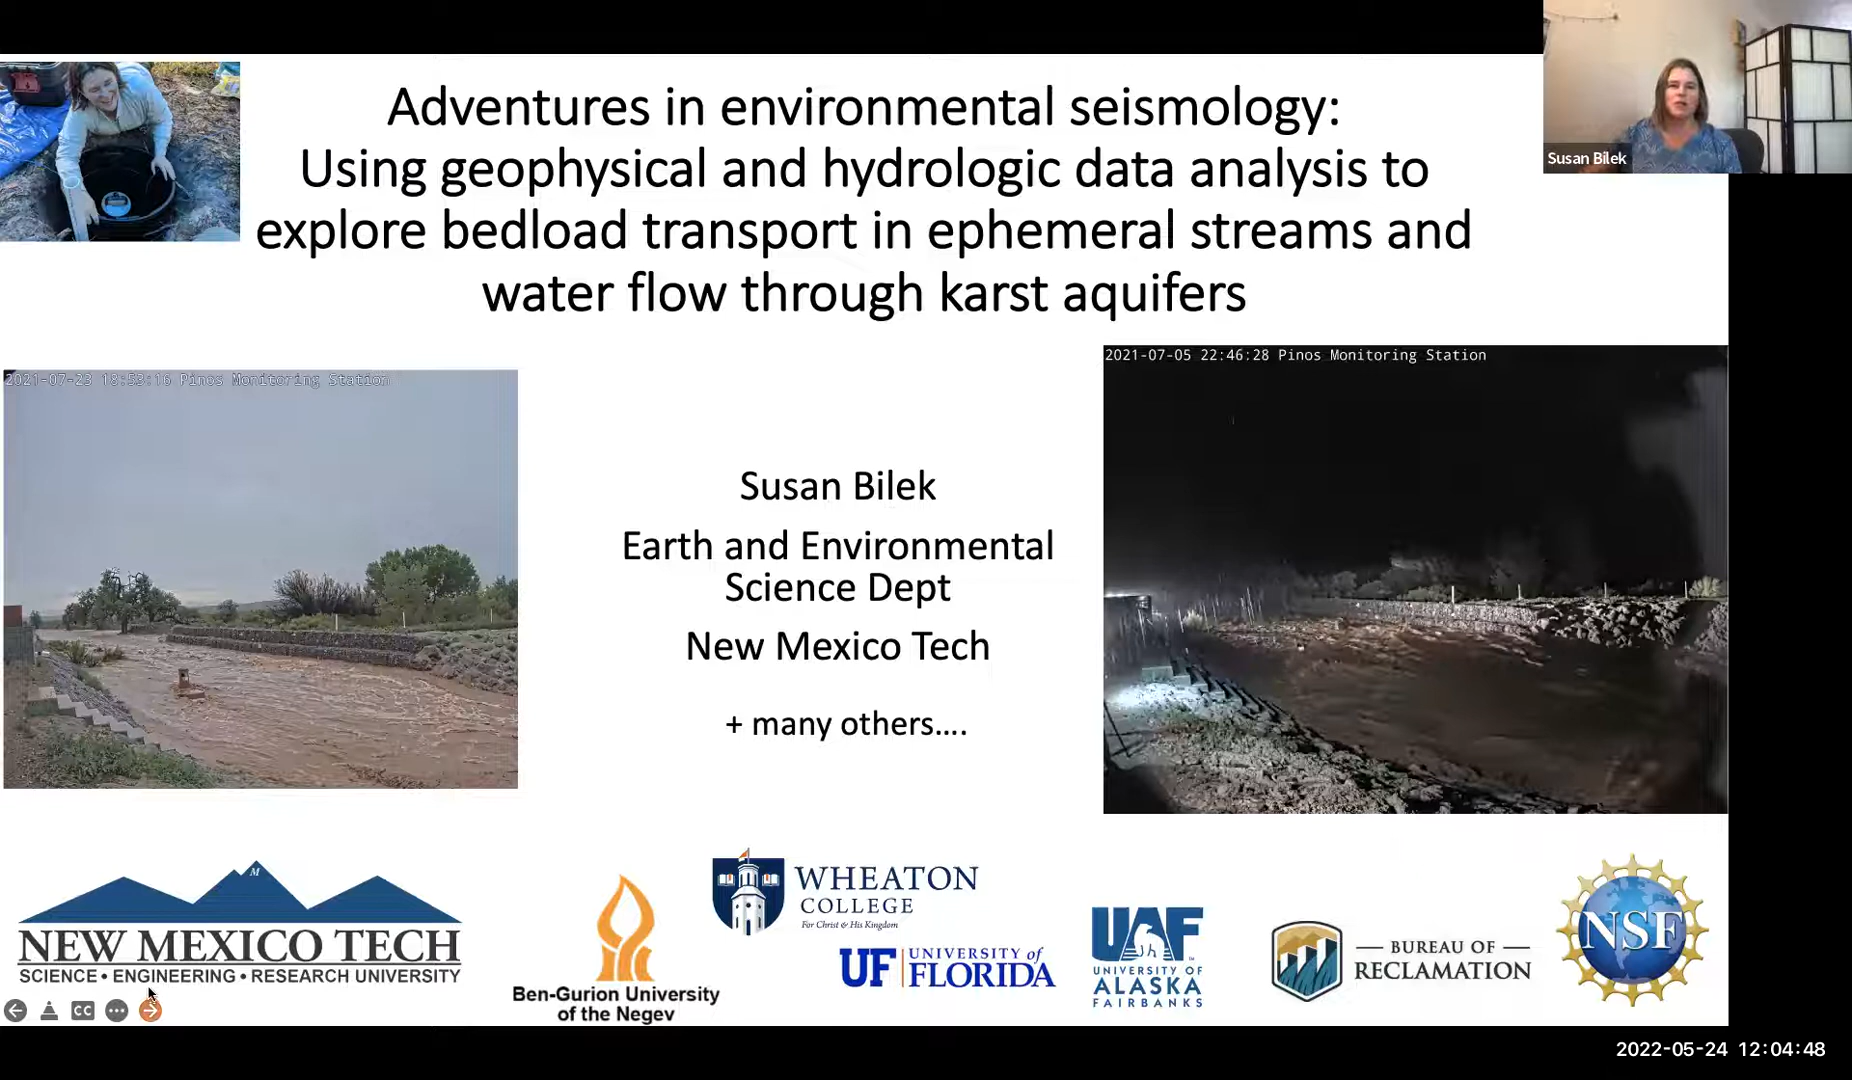 Adventures in environmental seismology:
Using geophysical and hydrologic data analysis to
explore bedload transport in ephemeral streams and
water flow through karst aquifers
Susan Bilek
2021-07-23 18:53:16 Pinos Monitoring Station
2021-07-05 22:46:28 Pinos Monitoring Station
Susan Bilek
Earth and Environmental
Science Dept
New Mexico Tech
+ many others....
M
NEW MEXICO TECH
SCIENCE • ENGINEERING • RESEARCH UNIVERSITY
Ben-Gurion University
of the Negev
WHEATON
COLLEGE
For Christ & His Kingdom
UF UNIVERSITY of
FLORIDA
UAF
UNIVERSITY OF
ALASKA
FAIRBANKS
BUREAU OF
RECLAMATION
NSF
CC
2022-05-24 12:04:48